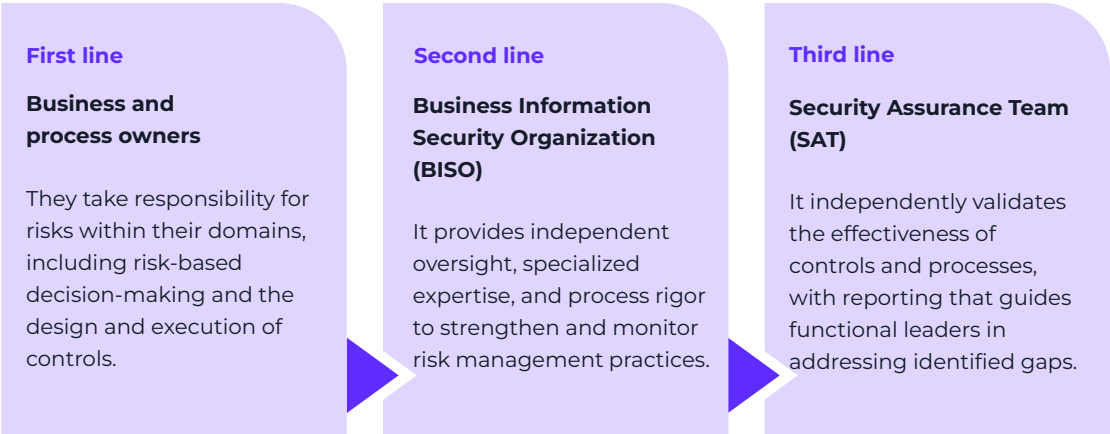 First line
Business and
process owners
They take responsibility for
risks within their domains,
including risk-based
decision-making and the
design and execution of
controls.
Second line
Business Information
Security Organization
(BISO)
It provides independent
oversight, specialized
expertise, and process rigor
to strengthen and monitor
risk management practices.
Third line
Security Assurance Team
(SAT)
It independently validates
the effectiveness of
controls and processes,
with reporting that guides
functional leaders in
addressing identified gaps.